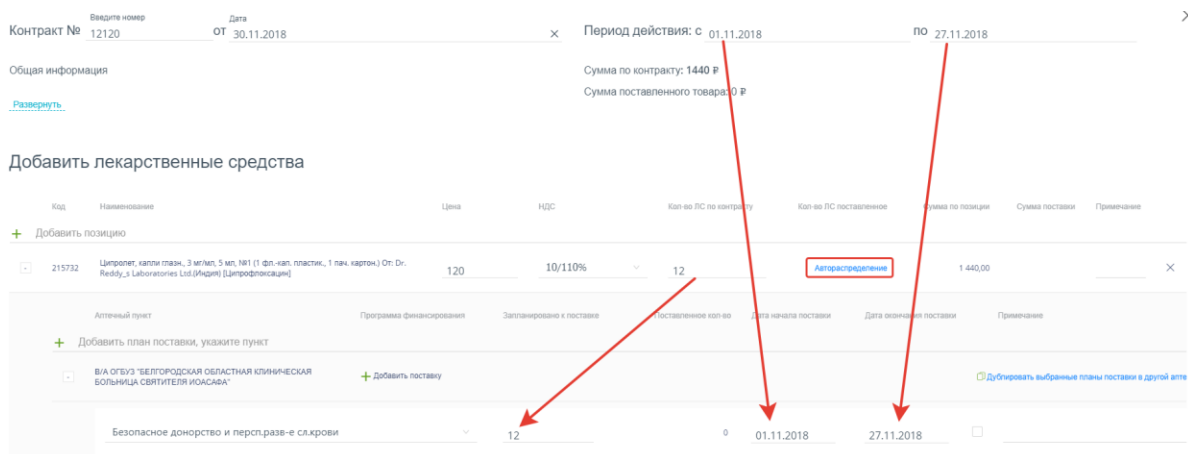 Введите номер
Дата
Контракт № 12120 от 30.11.2018
Период действия: с 01.11.2018 по 27.11.2018
Общая информация
Сумма по контракту: 1440 ₽
Сумма поставленного товара: 0 ₽
Развернуть
Добавить лекарственные средства
Код Наименование Цена НДС Кол-во ЛС по контракту Кол-во ЛС поставленное Сумма по позиции Сумма поставки Примечание
+ Добавить позицию
215732 Ципролет, капли глазн., 3 мг/мл, 5 мл, №1 (1 фл.-кап. пластик., 1 пач. картон.) От: Dr.
Reddy_s Laboratories Ltd.(Индия) [Ципрофлоксацин]
120 10/110% 12 Автораспределение 1 440,00
Аптечный пункт Программа финансирования Запланировано к поставке Поставленное кол-во Дата начала поставки Дата окончания поставки Примечание
+ Добавить план поставки, укажите пункт
В/А ОГБУЗ "БЕЛГОРОДСКАЯ ОБЛАСТНАЯ КЛИНИЧЕСКАЯ
БОЛЬНИЦА СВЯТИТЕЛЯ ИОАСАФА"
+ Добавить поставку
Дублировать выбранные планы поставки в другой апте
Безопасное донорство и персп.разв-е сл.крови 12 0 01.11.2018 27.11.2018